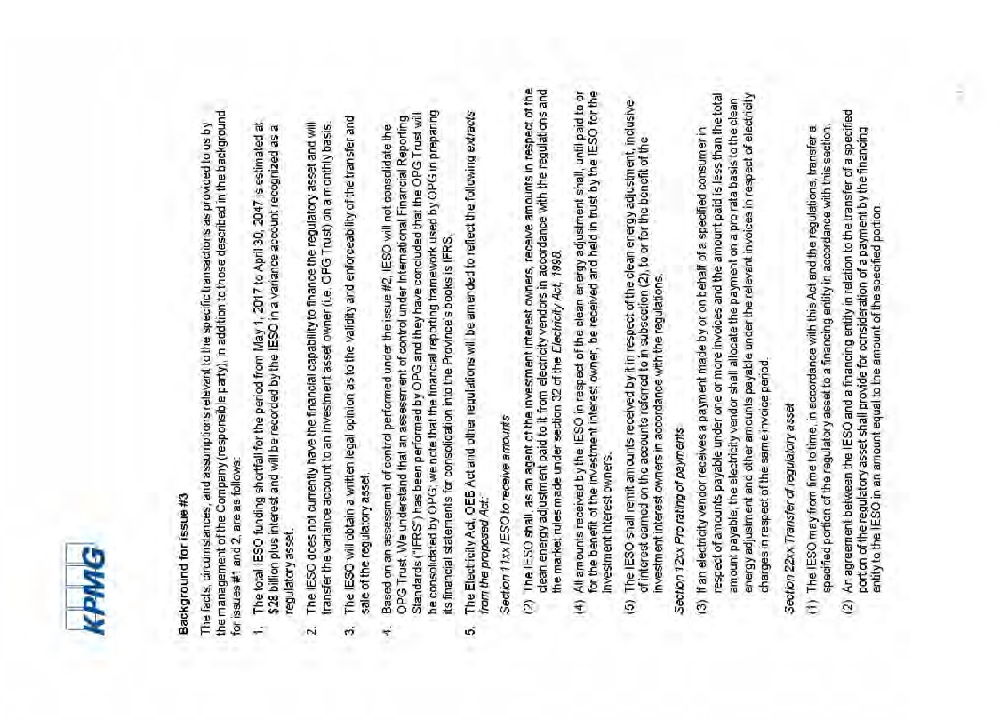 KPMG
Background for issue #3
The facts, circumstances, and assumptions relevant to the specific transactions as provided to us by
the management of the Company (responsible party), in addition to those described in the background
for issues #1 and 2, are as follows:
1. The total IESO funding shortfall for the period from May 1, 2017 to April 30, 2047 is estimated at
$28 billion plus interest and will be recorded by the IESO in a variance account recognized as a
regulatory asset.
2. The IESO does not currently have the financial capability to finance the regulatory asset and will
transfer the variance account to an investment asset owner (i.e. OPG Trust) on a monthly basis.
3. The IESO will obtain a written legal opinion as to the validity and enforceability of the transfer and
sale of the regulatory asset.
4. Based on an assessment of control performed under the issue #2, IESO will not consolidate the
OPG Trust. We understand that an assessment of control under International Financial Reporting
Standards ("IFRS") has been performed by OPG and they have concluded that the OPG Trust will
be consolidated by OPG; we note that the financial reporting framework used by OPG in preparing
its financial statements for consolidation into the Province's books is IFRS.
5. The Electricity Act, OEB Act and other regulations will be amended to reflect the following extracts
from the proposed Act:
Section 11xx IESO to receive amounts
(2) The IESO shall, as an agent of the investment interest owners, receive amounts in respect of the
clean energy adjustment paid to it from electricity vendors in accordance with the regulations and
the market rules made under section 32 of the Electricity Act, 1998.
(4) All amounts received by the IESO in respect of the clean energy adjustment shall, until paid to or
for the benefit of the investment interest owner, be received and held in trust by the IESO for the
investment interest owners.
(5) The IESO shall remit amounts received by it in respect of the clean energy adjustment, inclusive
of interest earned on the accounts referred to in subsection (2), to or for the benefit of the
investment interest owners in accordance with the regulations.
Section 12xx Pro rating of payments
(3) If an electricity vendor receives a payment made by or on behalf of a specified consumer in
respect of amounts payable under one or more invoices and the amount paid is less than the total
amount payable, the electricity vendor shall allocate the payment on a pro rata basis to the clean
energy adjustment and other amounts payable under the relevant invoices in respect of electricity
charges in respect of the same invoice period.
Section 22xx Transfer of regulatory asset
(1) The IESO may from time to time, in accordance with this Act and the regulations, transfer a
specified portion of the regulatory asset to a financing entity in accordance with this section.
(2) An agreement between the IESO and a financing entity in relation to the transfer of a specified
portion of the regulatory asset shall provide for consideration of a payment by the financing
entity to the IESO in an amount equal to the amount of the specified portion.